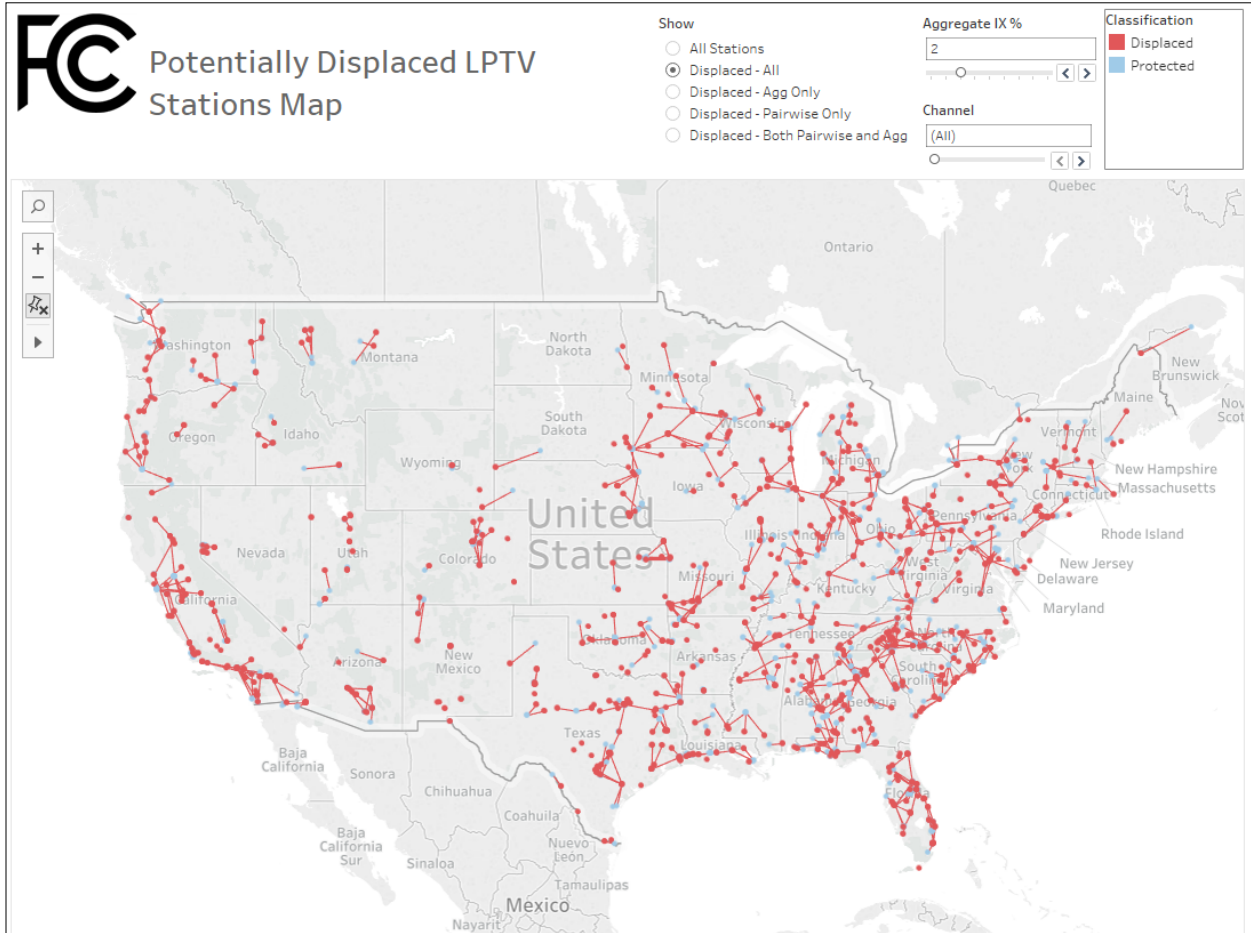 FCC
Potentially Displaced LPTV
Stations Map
Show
All Stations
Displaced - All
Displaced - Agg Only
Displaced - Pairwise Only
Displaced - Both Pairwise and Agg
Aggregate IX %
2
Channel
(All)
Classification
Displaced
Protected
Quebec
Ontario
Washington
Montana
North
Dakota
Minnesota
New
Brunswick
Maine
Nov
Scot
Oregon
Idaho
Wyoming
South
Dakota
Wisconsin
Michigan
Vermont
New
York
New Hampshire
Massachusetts
Connecticut
Rhode Island
Iowa
United
States
Nevada
Utah
Colorado
Illinois
Indiana
Ohio
Pennsylvania
New Jersey
Delaware
Maryland
West
Virginia
Virginia
California
Missouri
Kentucky
Arizona
New
Mexico
Oklahoma
Arkansas
Tennessee
North
Carolina
South
Carolina
Alabama
Georgia
Texas
Louisiana
Florida
Baja
California
Sonora
Chihuahua
Coahuila
Baja
California
Sur
Sinaloa
Nuevo
León
Tamaulipas
Mexico
Nayarit